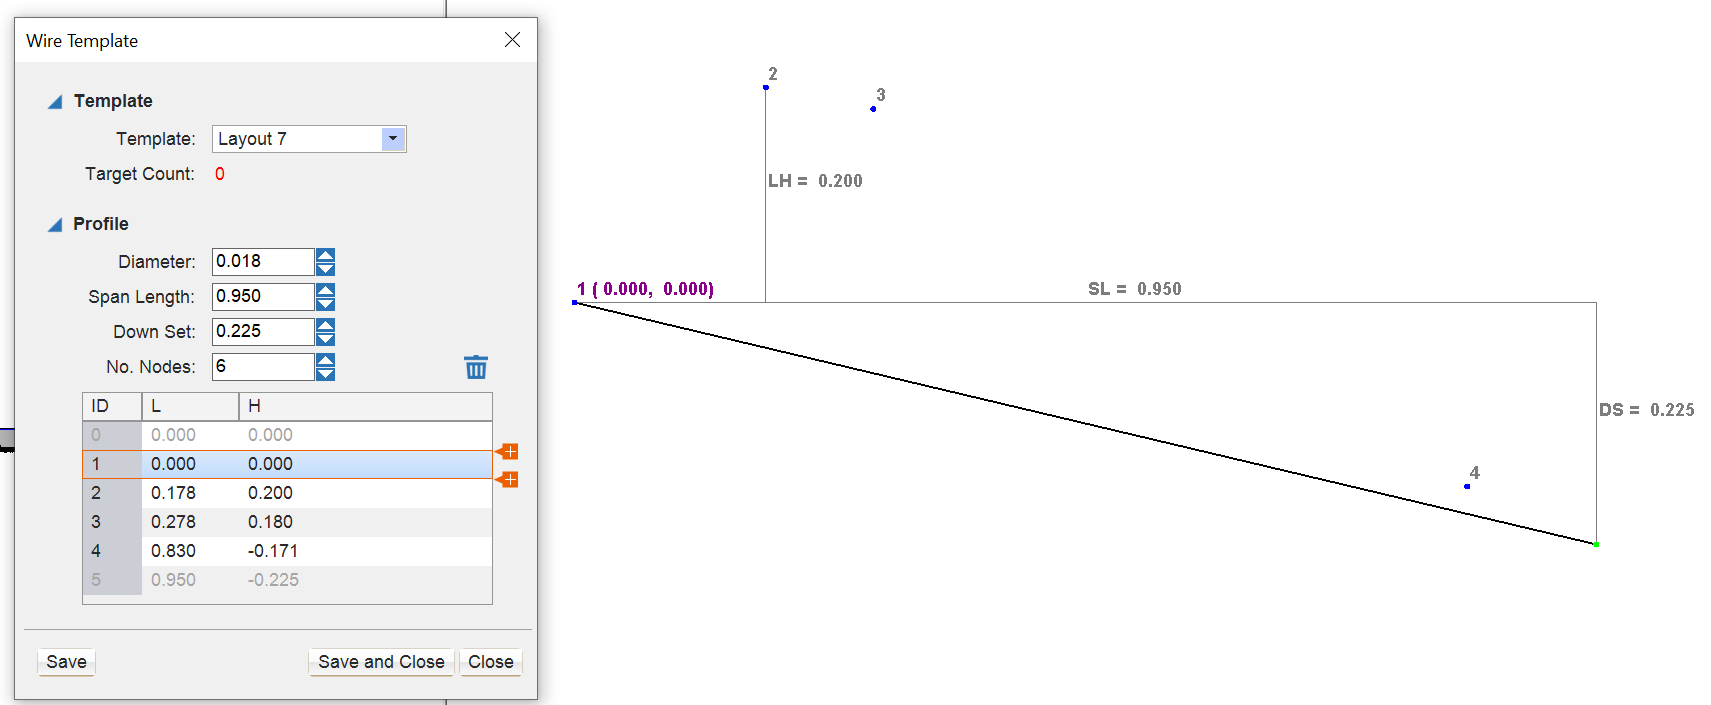 Wire Template
Template
Template: Layout 7
Target Count: 0
Profile
Diameter: 0.018
Span Length: 0.950
Down Set: 0.225
No. Nodes: 6
ID L H
0 0.000 0.000
1 0.000 0.000
2 0.178 0.200
3 0.278 0.180
4 0.830 -0.171
5 0.950 -0.225
Save Save and Close Close
2
3
LH = 0.200
1 ( 0.000, 0.000)
SL = 0.950
DS = 0.225
4